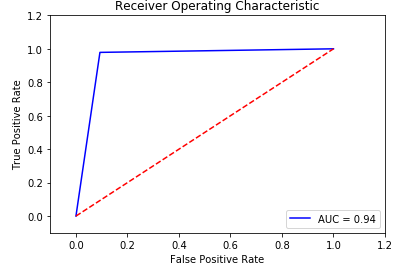 Receiver Operating Characteristic
1.2
1.0
0.8
0.6
0.4
0.2
0.0
True Positive Rate
0.0 0.2 0.4 0.6 0.8 1.0 1.2
False Positive Rate
AUC = 0.94